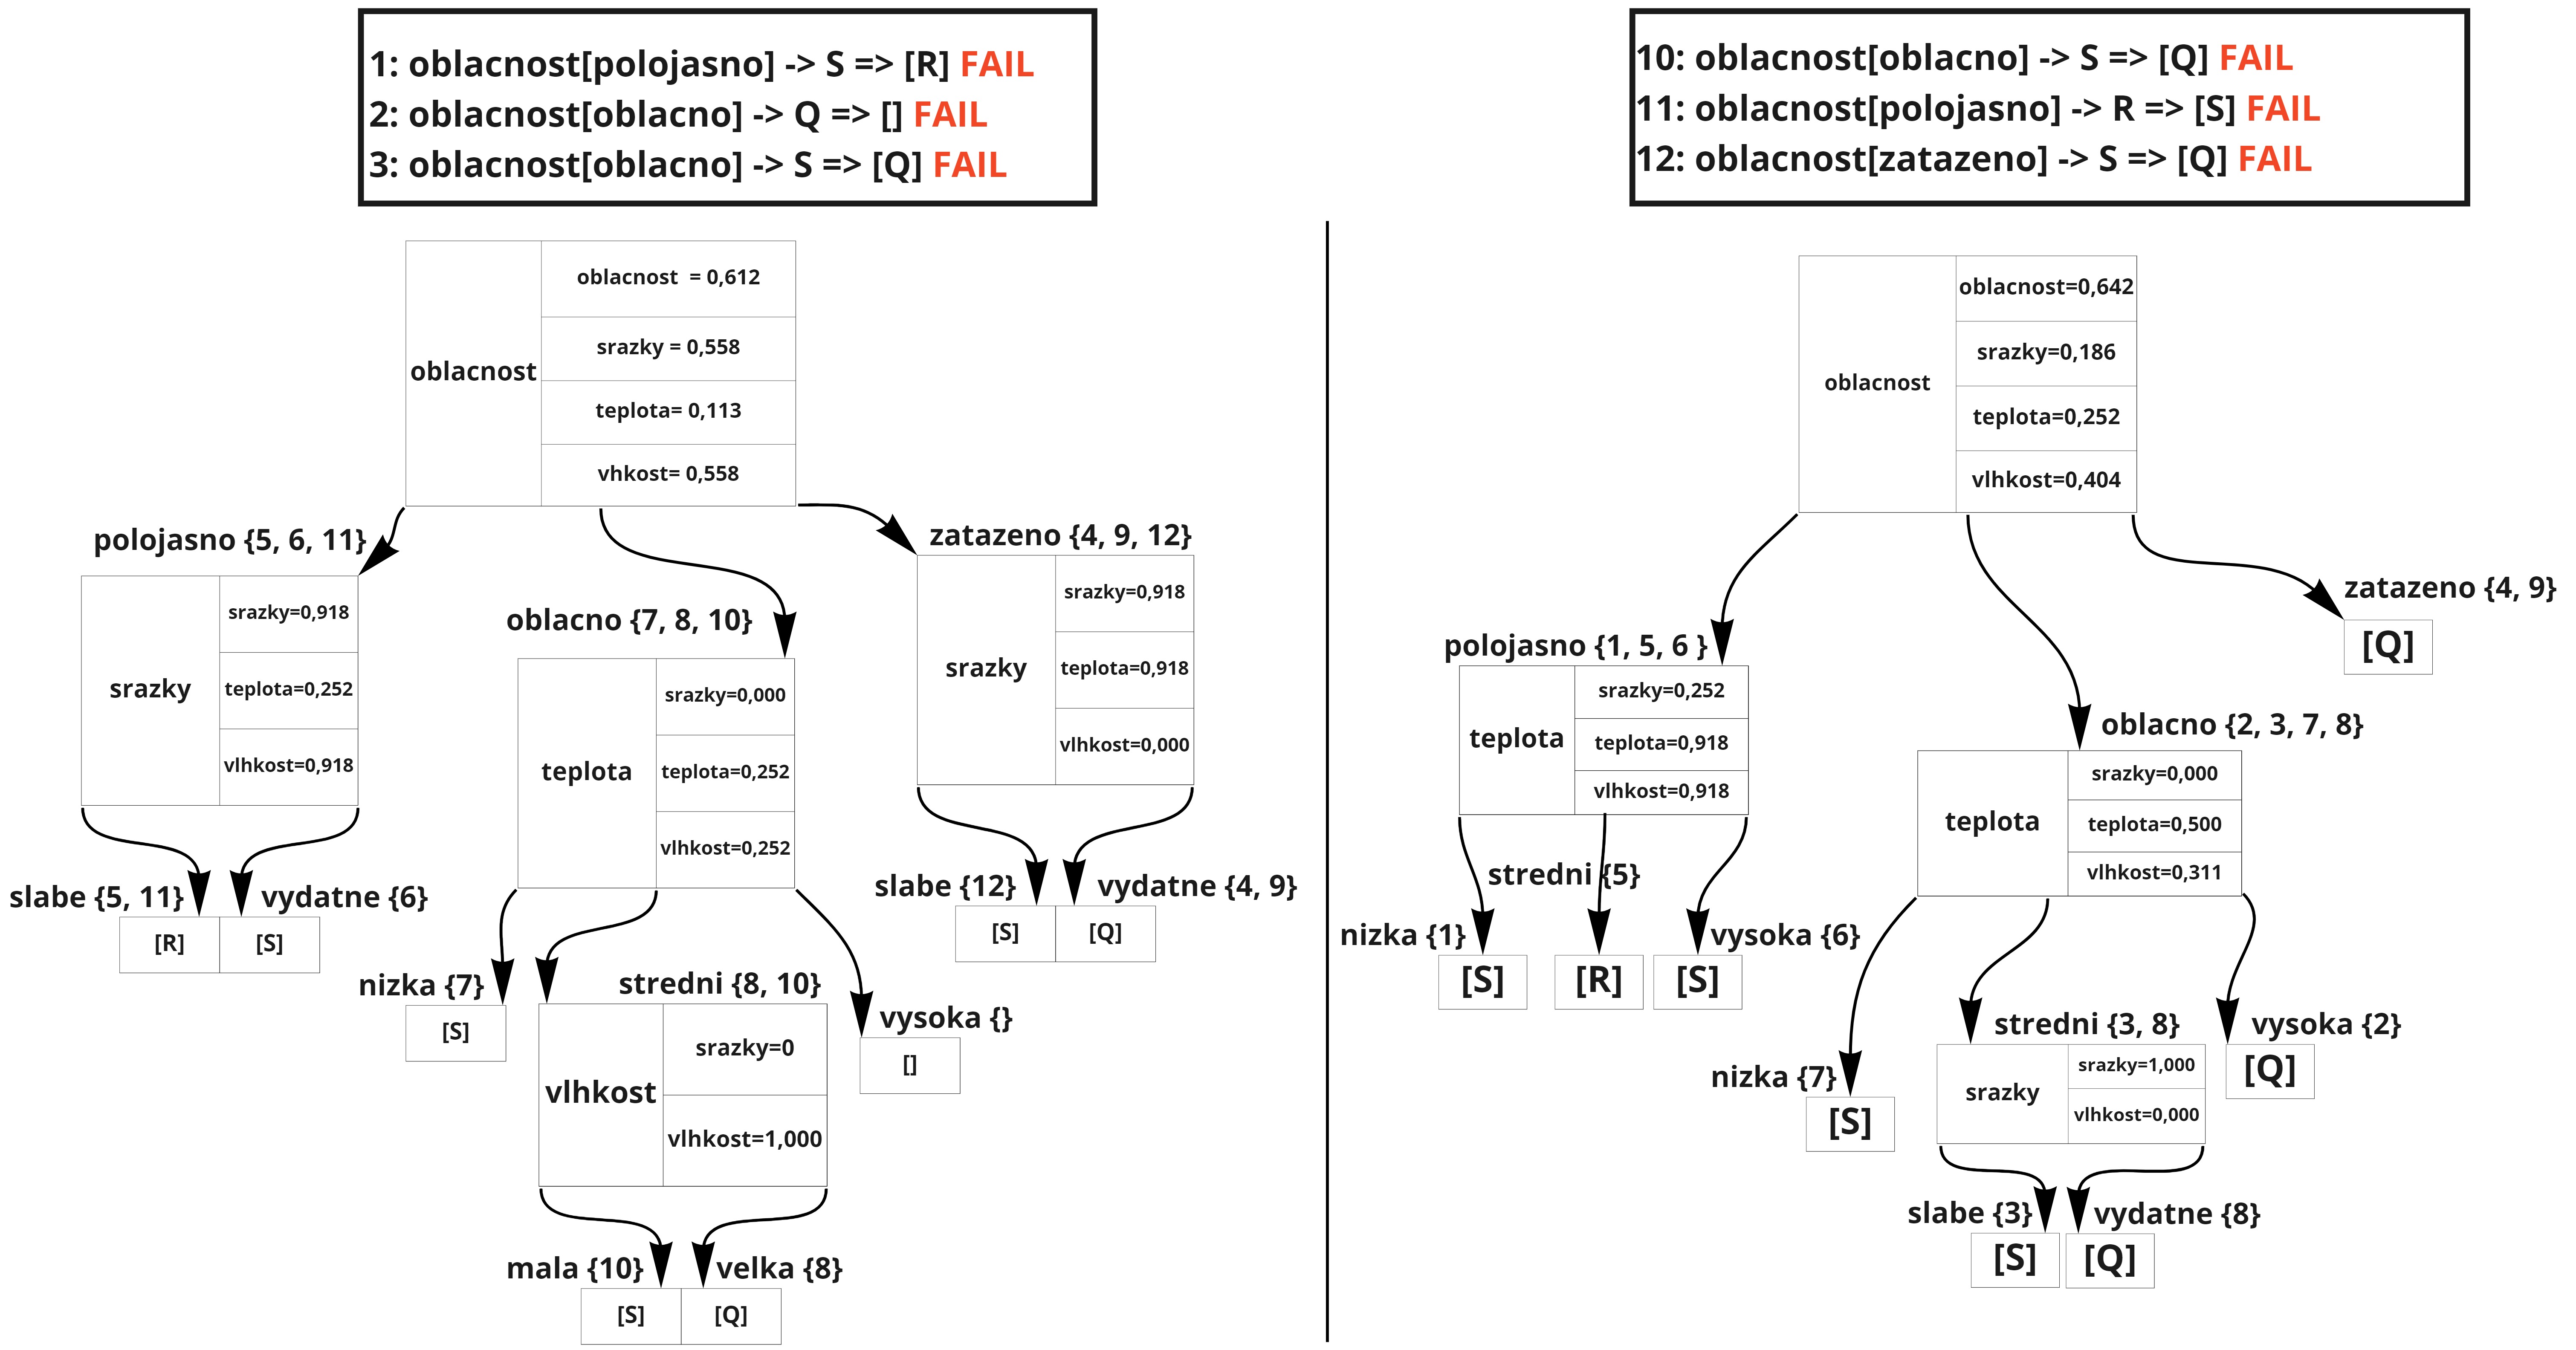 1: oblacnost[polojasno] -> S => [R] FAIL
2: oblacnost[oblacno] -> Q => [] FAIL
3: oblacnost[oblacno] -> S => [Q] FAIL
oblacnost
oblacnost = 0,612
srazky = 0,558
teplota= 0,113
vhkost= 0,558
polojasno {5, 6, 11}
srazky
srazky=0,918
teplota=0,252
vlhkost=0,918
slabe {5, 11}
vydatne {6}
[R]
[S]
oblacno {7, 8, 10}
teplota
srazky=0,000
teplota=0,252
vlhkost=0,252
nizka {7}
[S]
stredni {8, 10}
vlhkost
srazky=0
vlhkost=1,000
mala {10}
velka {8}
[S]
[Q]
vysoka {}
[]
zatazeno {4, 9, 12}
srazky
srazky=0,918
teplota=0,918
vlhkost=0,000
slabe {12}
vydatne {4, 9}
[S]
[Q]
10: oblacnost[oblacno] -> S => [Q] FAIL
11: oblacnost[polojasno] -> R => [S] FAIL
12: oblacnost[zatazeno] -> S => [Q] FAIL
oblacnost
oblacnost=0,642
srazky=0,186
teplota=0,252
vlhkost=0,404
polojasno {1, 5, 6 }
teplota
srazky=0,252
teplota=0,918
vlhkost=0,918
nizka {1}
stredni {5}
vysoka {6}
[S]
[R]
[S]
oblacno {2, 3, 7, 8}
teplota
srazky=0,000
teplota=0,500
vlhkost=0,311
nizka {7}
[S]
stredni {3, 8}
srazky
srazky=1,000
vlhkost=0,000
slabe {3}
vydatne {8}
[S]
[Q]
vysoka {2}
[Q]
zatazeno {4, 9}
[Q]